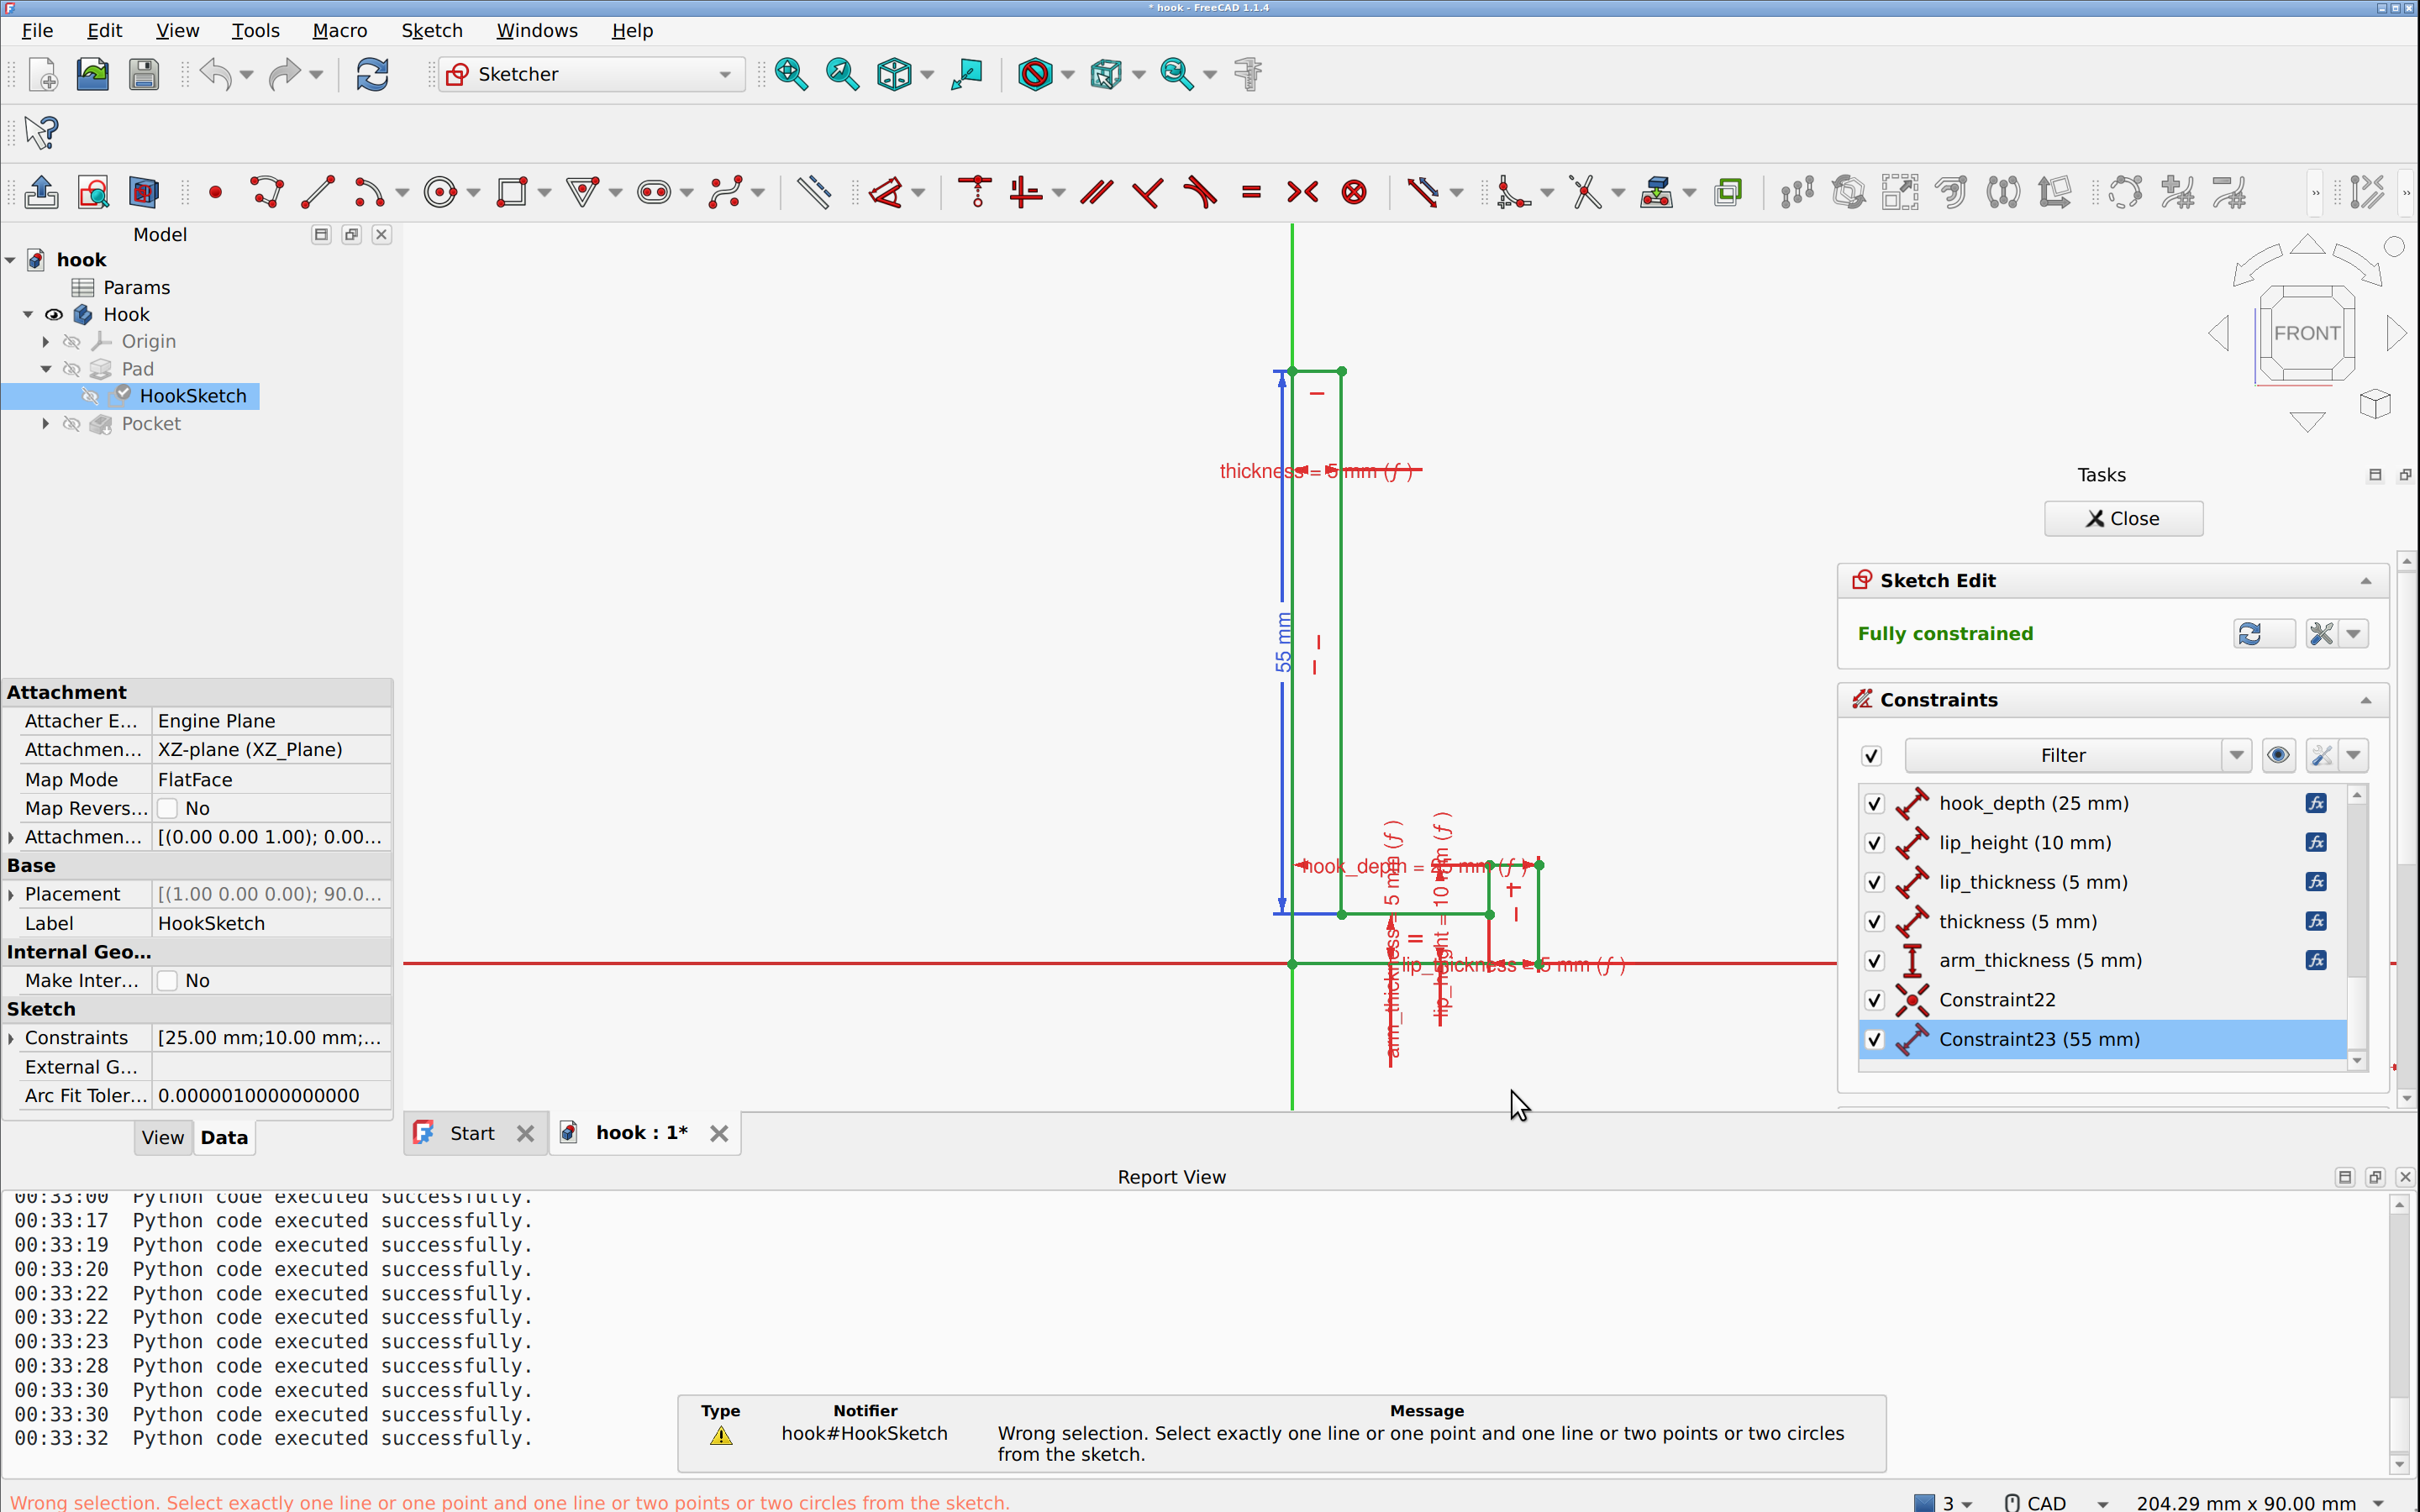 * hook - FreeCAD 1.1.4
File Edit View Tools Macro Sketch Windows Help
Sketcher
Model
hook
Params
Hook
Origin
Pad
HookSketch
Pocket
Attachment
Attacher E... Engine Plane
Attachmen... XZ-plane (XZ_Plane)
Map Mode FlatFace
Map Revers... No
Attachmen... [(0.00 0.00 1.00); 0.00...
Base
Placement [(1.00 0.00 0.00); 90.0...
Label HookSketch
Internal Geo...
Make Inter... No
Sketch
Constraints [25.00 mm;10.00 mm;...
External G...
Arc Fit Toler... 0.0000010000000000
View Data
thickness = 5 mm (ƒ)
55 mm
hook_depth = 25 mm (ƒ)
arm_thickness = 5 mm (ƒ)
lip_height = 10 mm (ƒ)
lip_thickness = 5 mm (ƒ)
FRONT
Tasks
Close
Sketch Edit
Fully constrained
Constraints
Filter
hook_depth (25 mm)
lip_height (10 mm)
lip_thickness (5 mm)
thickness (5 mm)
arm_thickness (5 mm)
Constraint22
Constraint23 (55 mm)
Start
hook : 1*
Report View
00:33:00 Python code executed successfully.
00:33:17 Python code executed successfully.
00:33:19 Python code executed successfully.
00:33:20 Python code executed successfully.
00:33:22 Python code executed successfully.
00:33:22 Python code executed successfully.
00:33:23 Python code executed successfully.
00:33:28 Python code executed successfully.
00:33:30 Python code executed successfully.
00:33:30 Python code executed successfully.
00:33:32 Python code executed successfully.
Type Notifier Message
hook#HookSketch Wrong selection. Select exactly one line or one point and one line or two points or two circles
from the sketch.
Wrong selection. Select exactly one line or one point and one line or two points or two circles from the sketch.
3 CAD 204.29 mm x 90.00 mm